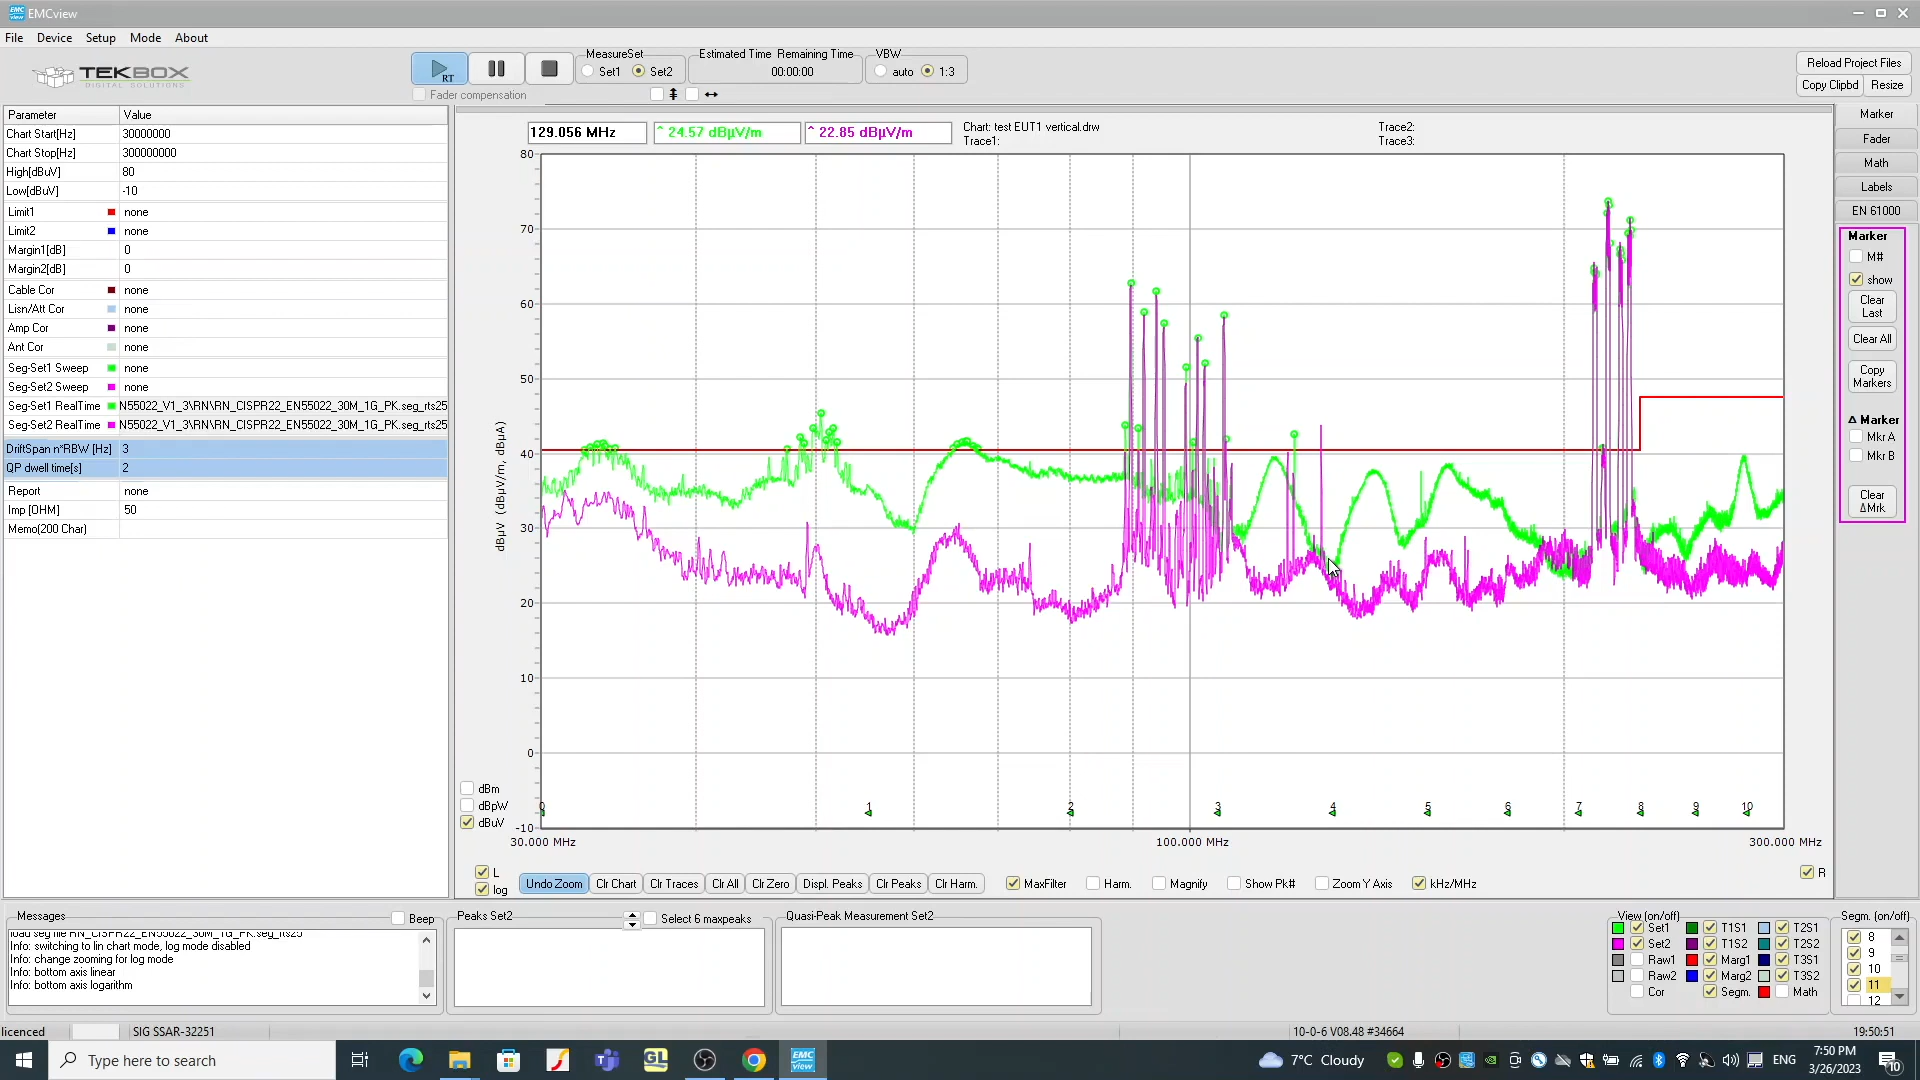 EMCview
File Device Setup Mode About
TEKBOX
DIGITAL SOLUTIONS
RT
MeasureSet
Set1 Set2
Estimated Time Remaining Time
00:00:00
VBW
auto 1:3
Fader compensation
Reload Project Files
Copy Clipbd Resize
Parameter Value
Chart Start[Hz] 30000000
Chart Stop[Hz] 300000000
High[dBuV] 80
Low[dBuV] -10
Limit1 none
Limit2 none
Margin1[dB] 0
Margin2[dB] 0
Cable Cor none
Lisn/Att Cor none
Amp Cor none
Ant Cor none
Seg-Set1 Sweep none
Seg-Set2 Sweep none
Seg-Set1 RealTime N55022_V1_3\RN\RN_CISPR22_EN55022_30M_1G_PK.seg_rts25
Seg-Set2 RealTime N55022_V1_3\RN\RN_CISPR22_EN55022_30M_1G_PK.seg_rts25
DriftSpan n*RBW [Hz] 3
QP dwell time[s] 2
Report none
Imp [OHM] 50
Memo(200 Char)
129.056 MHz ^ 24.57 dBµV/m ^ 22.85 dBµV/m
Chart: test EUT1 vertical.drw
Trace1:
Trace2:
Trace3:
80
70
60
50
40
30
20
10
0
-10
dBµV (dBµV/m, dBµA)
0 1 2 3 4 5 6 7 8 9 10
30.000 MHz 100.000 MHz 300.000 MHz
dBm
dBpW
dBuV
L
log
Undo Zoom Clr Chart Clr Traces Clr All Clr Zero Displ. Peaks Clr Peaks Clr Harm. MaxFilter Harm. Magnify Show Pk# Zoom Y Axis kHz/MHz
R
Marker
Fader
Math
Labels
EN 61000
Marker
M#
show
Clear
Last
Clear All
Copy
Markers
Δ Marker
Mkr A
Mkr B
Clear
ΔMrk
Messages Beep
load seg file RN_CISPR22_EN55022_30M_1G_PK.seg_rts25
Info: switching to lin chart mode, log mode disabled
Info: change zooming for log mode
Info: bottom axis linear
Info: bottom axis logarithm
Peaks Set2 Select 6 maxpeaks
Quasi-Peak Measurement Set2
View (on/off)
Set1 T1S1 T2S1
Set2 T1S2 T2S2
Raw1 Marg1 T3S1
Raw2 Marg2 T3S2
Cor Segm. Math
Segm. (on/off)
8
9
10
11
12
licenced SIG SSAR-32251 10-0-6 V08.48 #34664 19:50:51
Type here to search
GL
EMC
view
7°C Cloudy
ENG
7:50 PM
3/26/2023
10